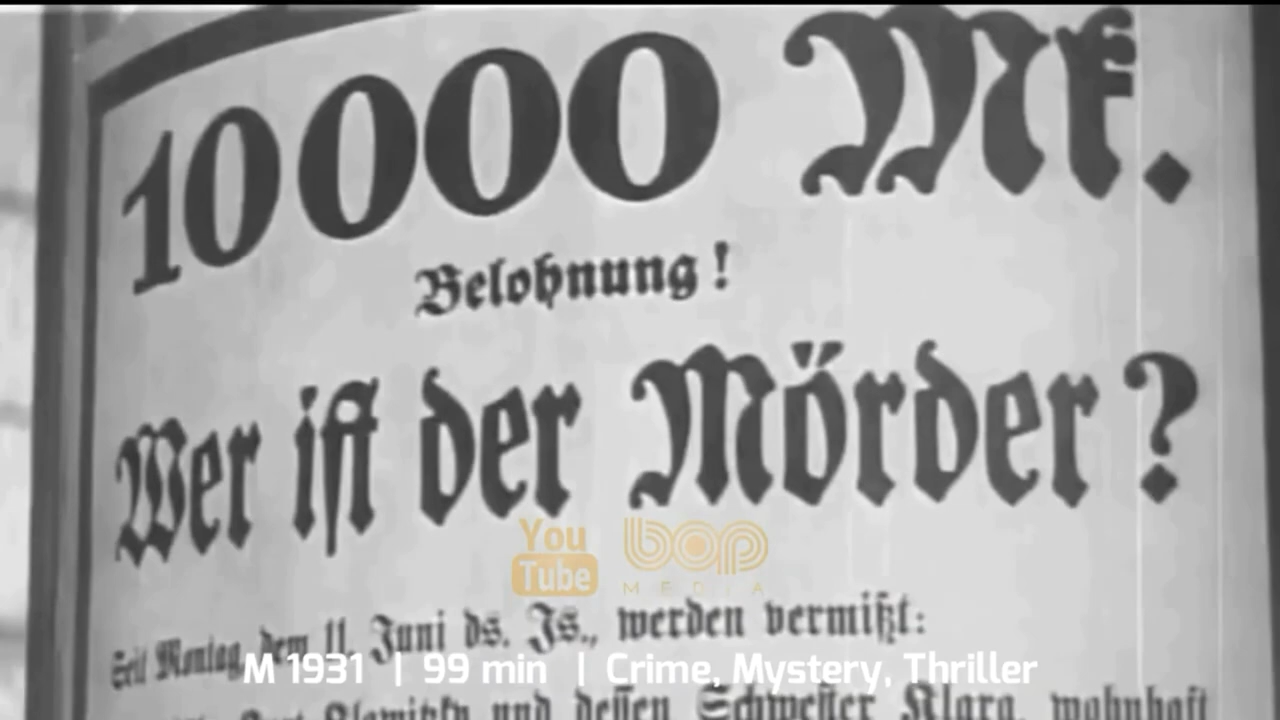 10000 Mk.
Belohnung!
Wer ist der Mörder?
You
Tube
bop
MEDIA
Seit Montag, dem 11. Juni ds. Js., werden vermißt:
M 1931 | 99 min | Crime, Mystery, Thriller
und dessen Schwester Klara, wohnhaft